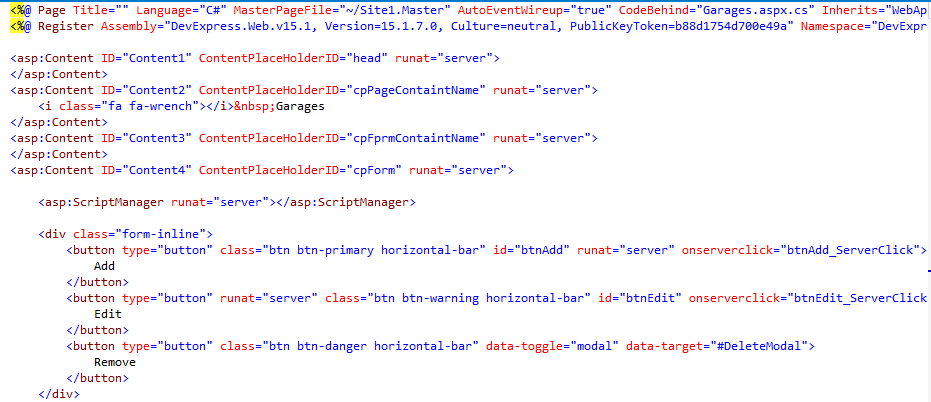 <%@ Page Title="" Language="C#" MasterPageFile="~/Site1.Master" AutoEventWireup="true" CodeBehind="Garages.aspx.cs" Inherits="WebAp
<%@ Register Assembly="DevExpress.Web.v15.1, Version=15.1.7.0, Culture=neutral, PublicKeyToken=b88d1754d700e49a" Namespace="DevExpr
<asp:Content ID="Content1" ContentPlaceHolderID="head" runat="server">
</asp:Content>
<asp:Content ID="Content2" ContentPlaceHolderID="cpPageContaintName" runat="server">
<i class="fa fa-wrench"></i>&nbsp;Garages
</asp:Content>
<asp:Content ID="Content3" ContentPlaceHolderID="cpFprmContaintName" runat="server">
</asp:Content>
<asp:Content ID="Content4" ContentPlaceHolderID="cpForm" runat="server">
<asp:ScriptManager runat="server"></asp:ScriptManager>
<div class="form-inline">
<button type="button" class="btn btn-primary horizontal-bar" id="btnAdd" runat="server" onserverclick="btnAdd_ServerClick">
Add
</button>
<button type="button" runat="server" class="btn btn-warning horizontal-bar" id="btnEdit" onserverclick="btnEdit_ServerClick
Edit
</button>
<button type="button" class="btn btn-danger horizontal-bar" data-toggle="modal" data-target="#DeleteModal">
Remove
</button>
</div>